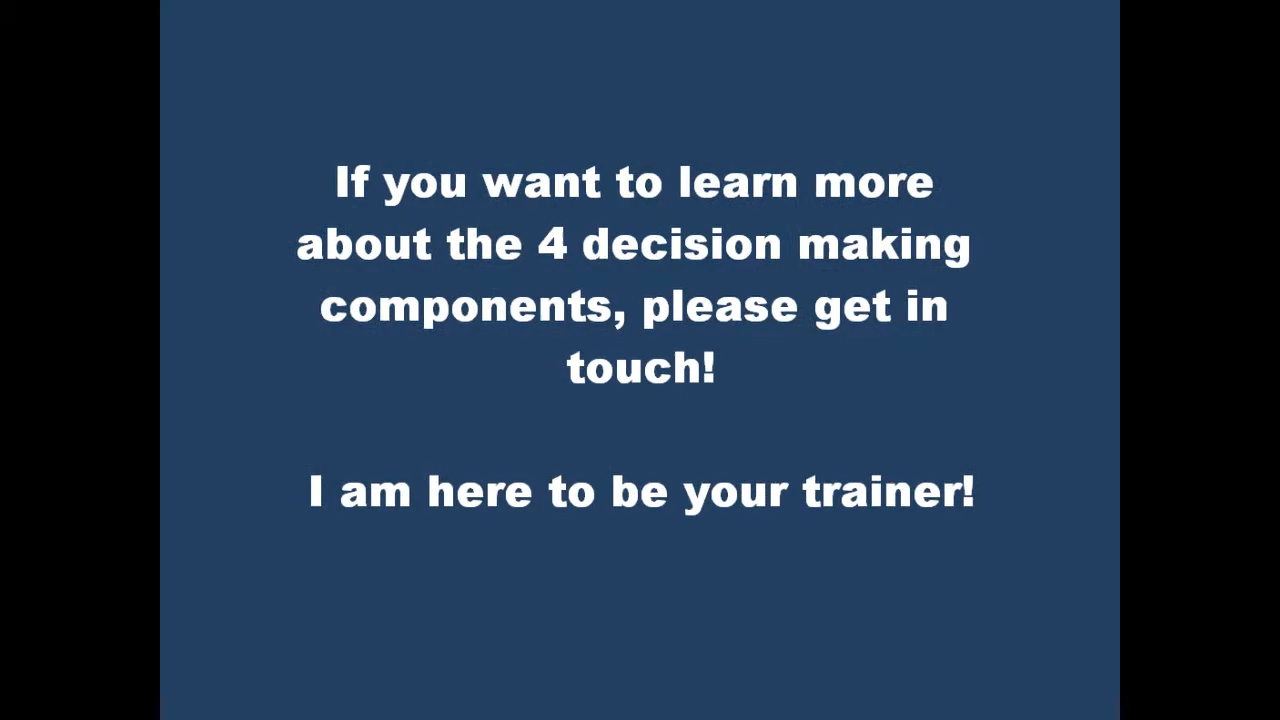 If you want to learn more
about the 4 decision making
components, please get in
touch!
I am here to be your trainer!